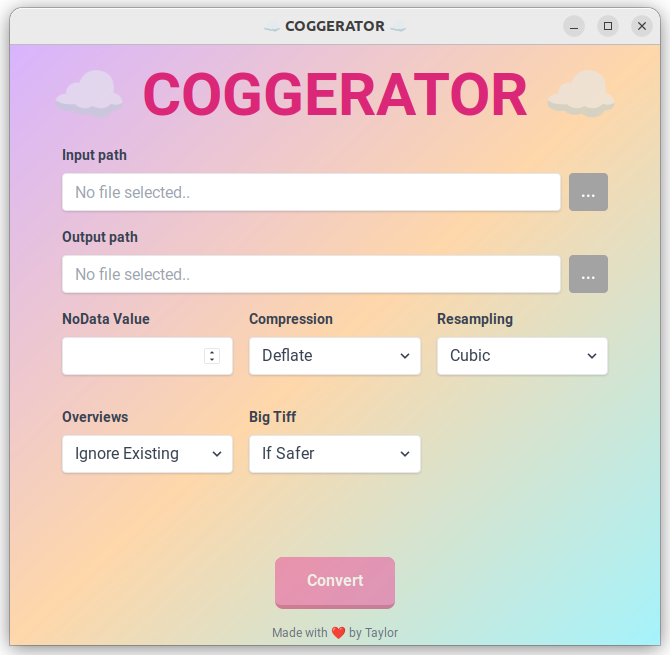 ☁️ COGGERATOR ☁️
☁️ COGGERATOR ☁️
Input path
No file selected..
...
Output path
No file selected..
...
NoData Value Compression Resampling
Deflate Cubic
Overviews Big Tiff
Ignore Existing If Safer
Convert
Made with ❤️ by Taylor